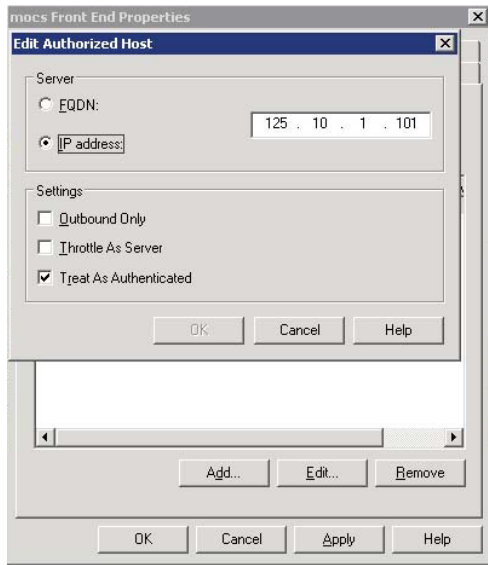 mocs Front End Properties
Edit Authorized Host
Server
FQDN:
IP address:
125 . 10 . 1 . 101
Settings
Outbound Only
Throttle As Server
Treat As Authenticated
OK Cancel Help
Add... Edit... Remove
OK Cancel Apply Help